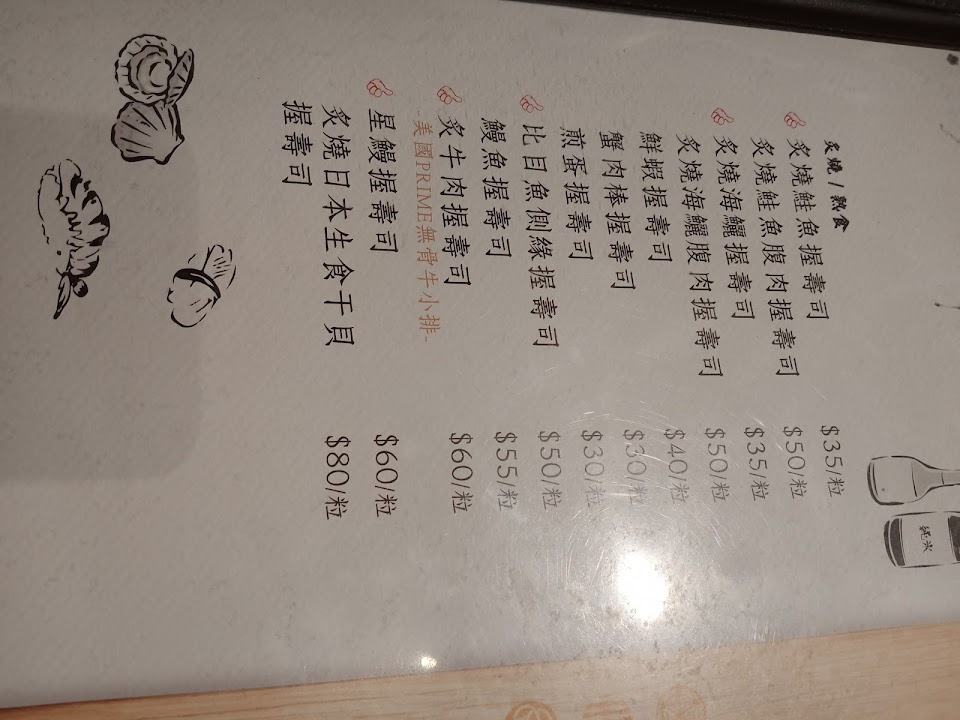 純米
炙燒/熟食
炙燒鮭魚握壽司 $35/粒
炙燒鮭魚腹肉握壽司 $50/粒
炙燒海鱺握壽司 $35/粒
炙燒海鱺腹肉握壽司 $50/粒
鮮蝦握壽司 $40/粒
蟹肉棒握壽司 $30/粒
煎蛋握壽司 $30/粒
比目魚側緣握壽司 $50/粒
鰻魚握壽司 $55/粒
炙牛肉握壽司 $60/粒
-美國PRIME無骨牛小排-
星鰻握壽司 $60/粒
炙燒日本生食干貝 $80/粒
握壽司